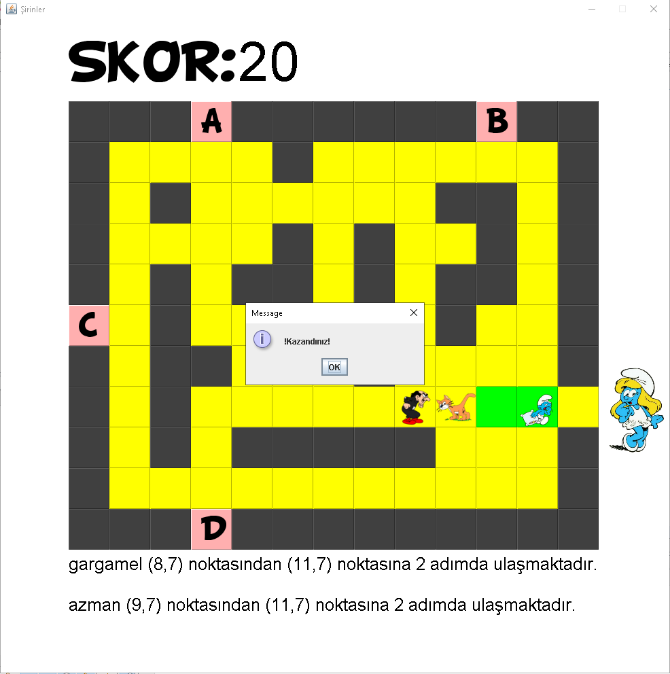 Şirinler
SKOR:20
A
B
C
Message
!Kazandınız!
OK
D
gargamel (8,7) noktasından (11,7) noktasına 2 adımda ulaşmaktadır.
azman (9,7) noktasından (11,7) noktasına 2 adımda ulaşmaktadır.